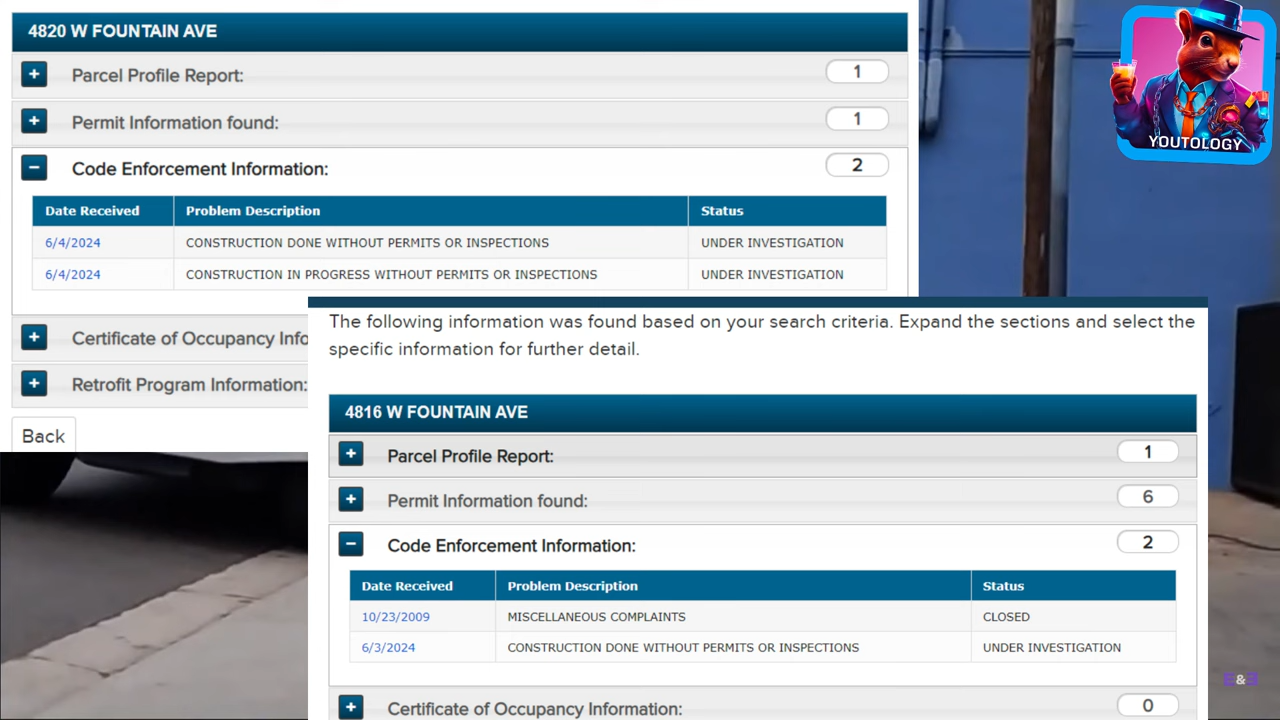 4820 W FOUNTAIN AVE
+ Parcel Profile Report: 1
+ Permit Information found: 1
− Code Enforcement Information: 2
Date Received Problem Description Status
6/4/2024 CONSTRUCTION DONE WITHOUT PERMITS OR INSPECTIONS UNDER INVESTIGATION
6/4/2024 CONSTRUCTION IN PROGRESS WITHOUT PERMITS OR INSPECTIONS UNDER INVESTIGATION
+ Certificate of Occupancy Info
+ Retrofit Program Information:
Back
YOUTOLOGY
The following information was found based on your search criteria. Expand the sections and select the
specific information for further detail.
4816 W FOUNTAIN AVE
+ Parcel Profile Report: 1
+ Permit Information found: 6
− Code Enforcement Information: 2
Date Received Problem Description Status
10/23/2009 MISCELLANEOUS COMPLAINTS CLOSED
6/3/2024 CONSTRUCTION DONE WITHOUT PERMITS OR INSPECTIONS UNDER INVESTIGATION
+ Certificate of Occupancy Information: 0
E&E